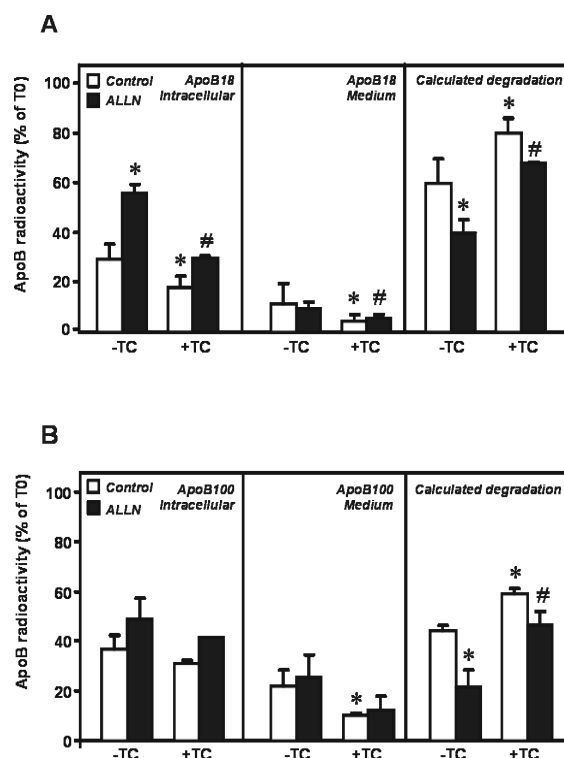 A
ApoB radioactivity (% of T0)
100
80
60
40
20
0
Control
ALLN
ApoB18
Intracellular
ApoB18
Medium
Calculated degradation
*
*
#
*
#
*
*
#
-TC +TC -TC +TC -TC +TC
B
ApoB radioactivity (% of T0)
100
80
60
40
20
0
Control
ALLN
ApoB100
Intracellular
ApoB100
Medium
Calculated degradation
*
*
*
#
-TC +TC -TC +TC -TC +TC